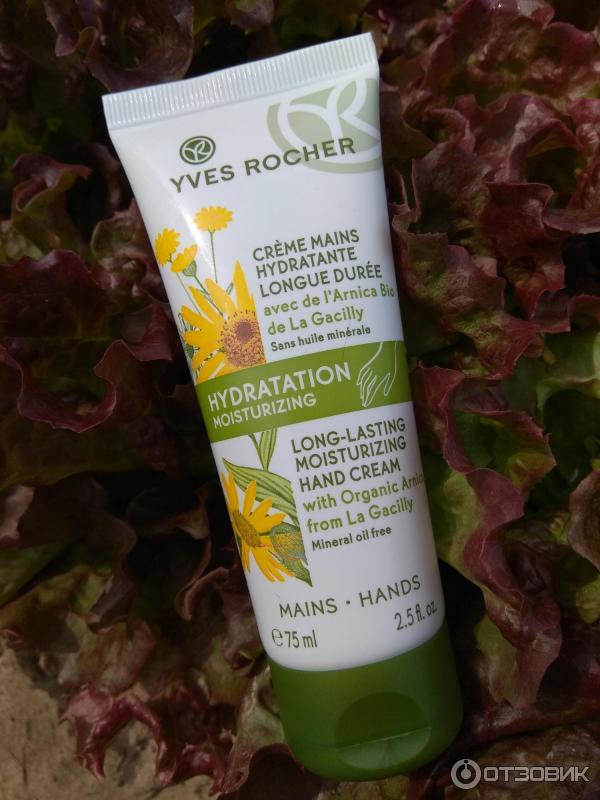 YVES ROCHER
CRÈME MAINS
HYDRATANTE
LONGUE DURÉE
avec de l'Arnica Bio
de La Gacilly
Sans huile minérale
HYDRATATION
MOISTURIZING
LONG-LASTING
MOISTURIZING
HAND CREAM
with Organic Arnica
from La Gacilly
Mineral oil free
MAINS • HANDS
℮ 75 ml 2.5 fl. oz.
ОТЗОВИК